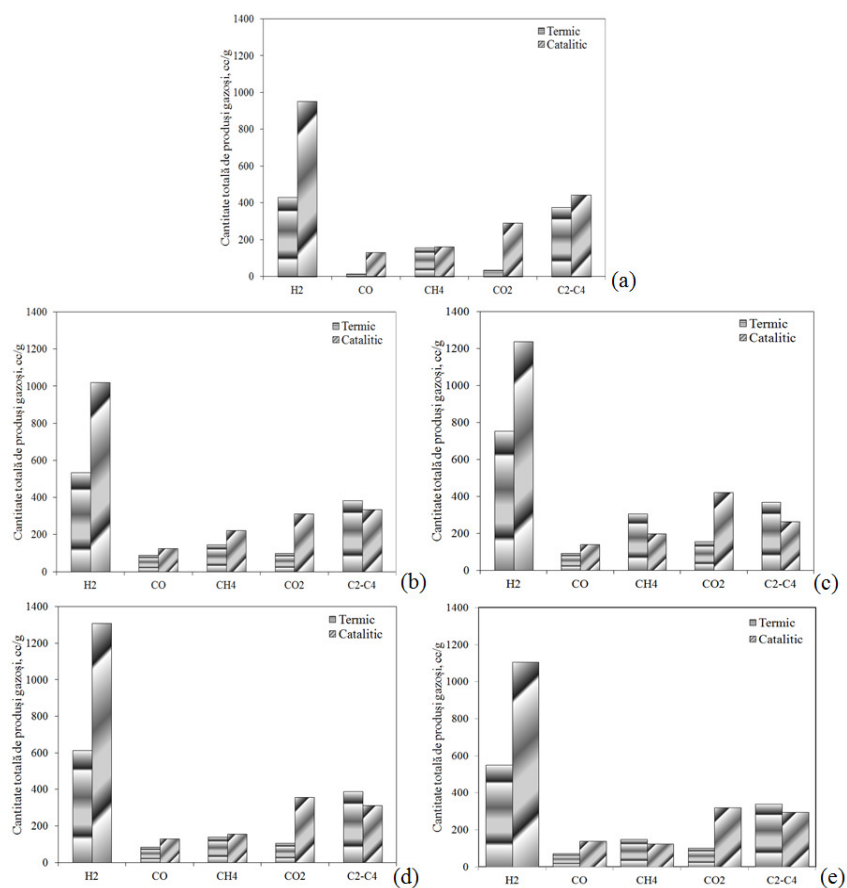 Cantitate totală de produși gazoși, cc/g
1400
1200
1000
800
600
400
200
0
Termic
Catalitic
H2 CO CH4 CO2 C2-C4
(a)
Cantitate totală de produși gazoși, cc/g
1400
1200
1000
800
600
400
200
0
Termic
Catalitic
H2 CO CH4 CO2 C2-C4
(b)
Cantitate totală de produși gazoși, cc/g
1400
1200
1000
800
600
400
200
0
Termic
Catalitic
H2 CO CH4 CO2 C2-C4
(c)
Cantitate totală de produși gazoși, cc/g
1400
1200
1000
800
600
400
200
0
Termic
Catalitic
H2 CO CH4 CO2 C2-C4
(d)
Cantitate totală de produși gazoși, cc/g
1400
1200
1000
800
600
400
200
0
Termic
Catalitic
H2 CO CH4 CO2 C2-C4
(e)